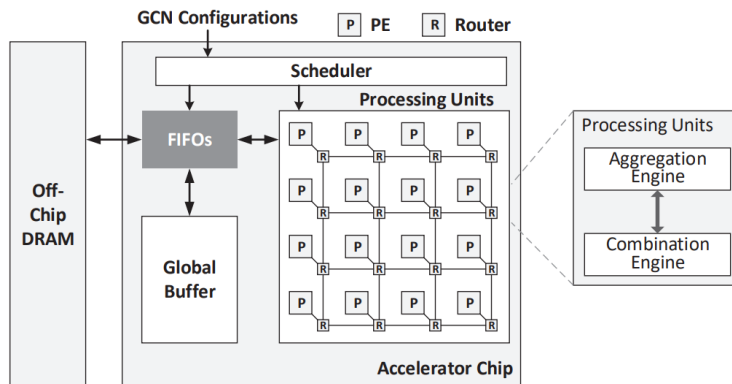 GCN Configurations
P PE
R Router
Scheduler
Processing Units
FIFOs
Off-
Chip
DRAM
Global
Buffer
P P P P
R R R R
P P P P
R R R R
P P P P
R R R R
P P P P
R R R R
Accelerator Chip
Processing Units
Aggregation
Engine
Combination
Engine